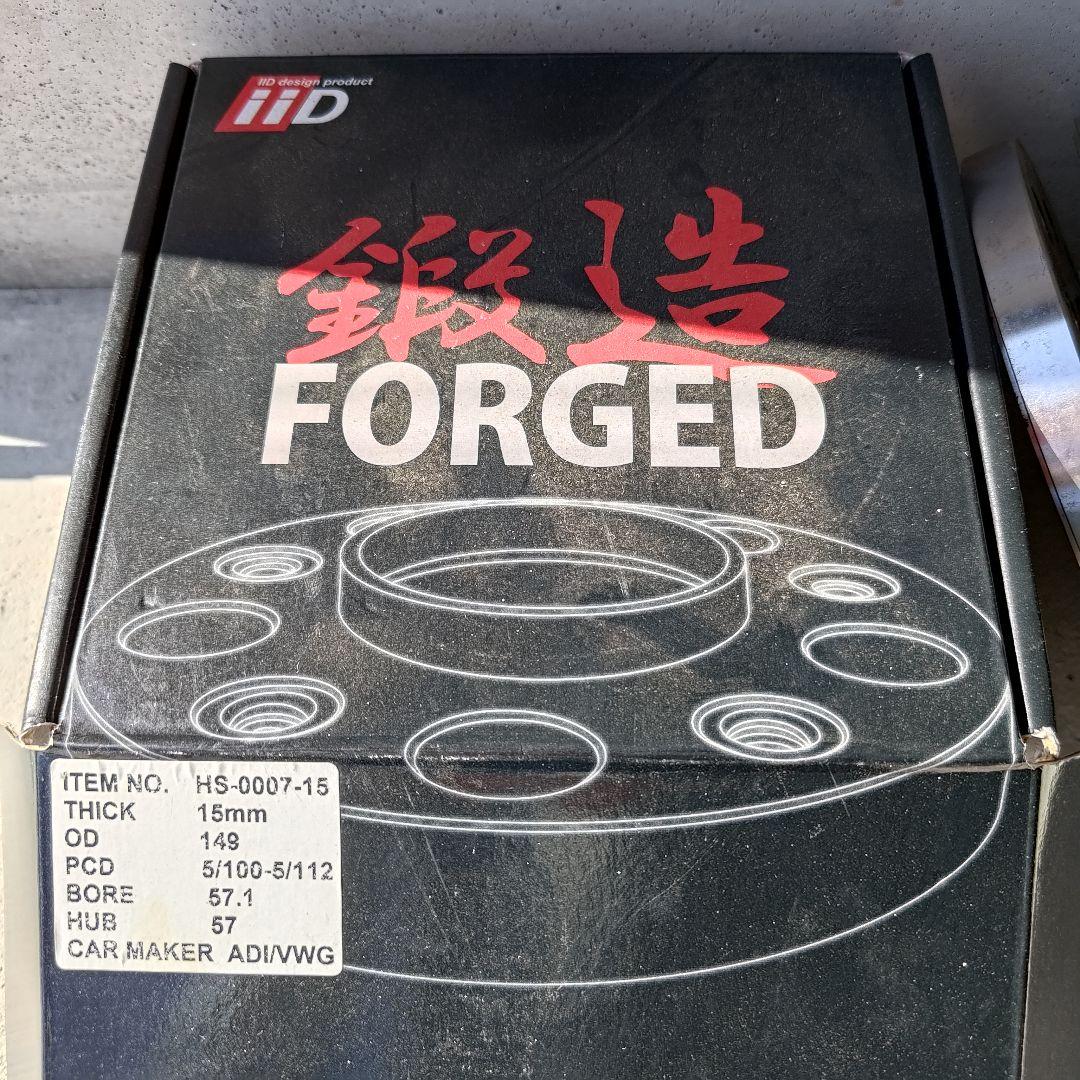 iiD design product
iiD
鍛造
FORGED
ITEM NO. HS-0007-15
THICK 15mm
OD 149
PCD 5/100-5/112
BORE 57.1
HUB 57
CAR MAKER ADI/VWG